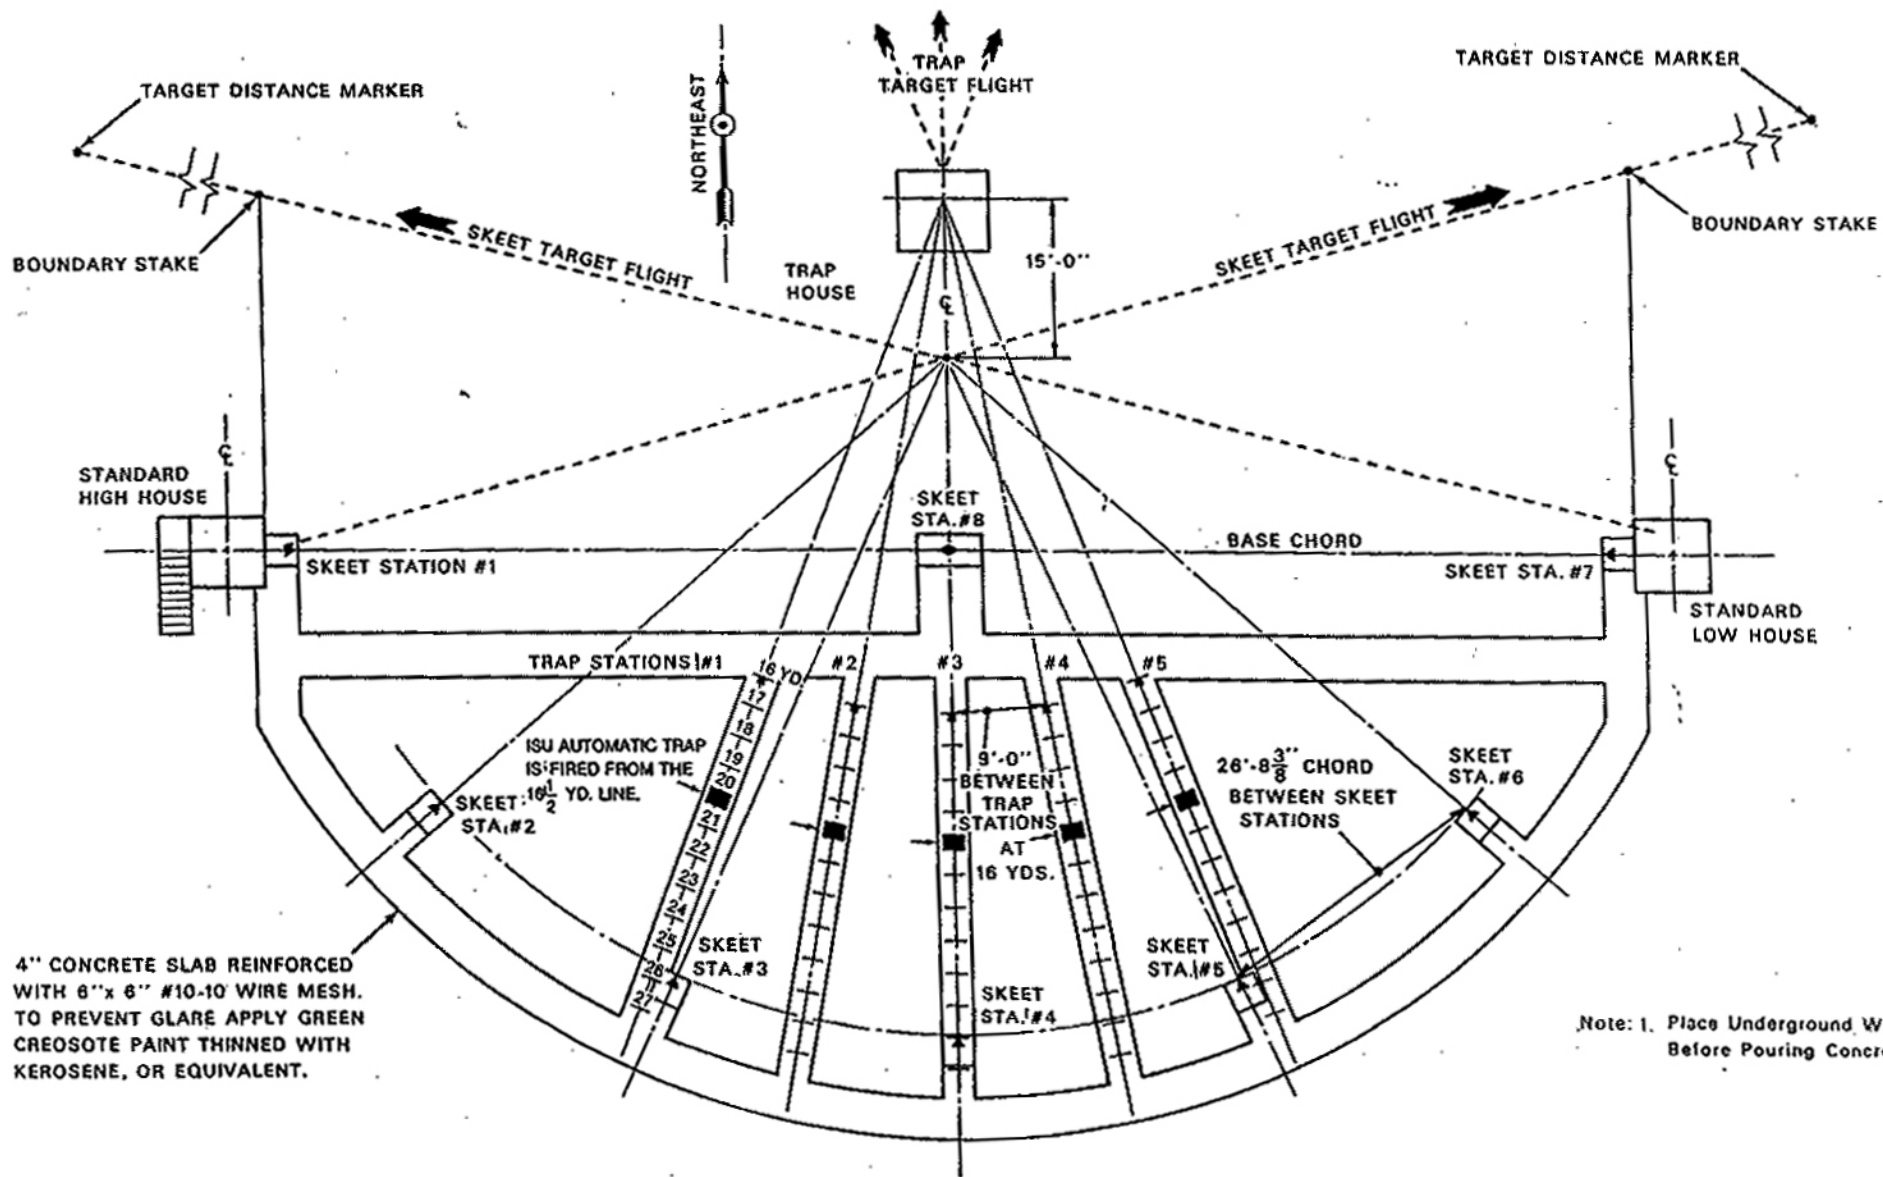 TRAP
TARGET FLIGHT
TARGET DISTANCE MARKER
TARGET DISTANCE MARKER
NORTHEAST
BOUNDARY STAKE
SKEET TARGET FLIGHT
TRAP
HOUSE
15'-0"
SKEET TARGET FLIGHT
BOUNDARY STAKE
℄
℄
℄
STANDARD
HIGH HOUSE
SKEET STATION #1
SKEET
STA. #8
BASE CHORD
SKEET STA. #7
STANDARD
LOW HOUSE
TRAP STATIONS #1
16 YD
#2
#3
#4
#5
17
18
19
20
21
22
23
24
25
26
27
ISU AUTOMATIC TRAP
IS FIRED FROM THE
16 1/2 YD. LINE.
SKEET
STA. #2
9'-0"
BETWEEN
TRAP
STATIONS
AT
16 YDS.
26'-8 3/8" CHORD
BETWEEN SKEET
STATIONS
SKEET
STA. #6
SKEET
STA. #3
SKEET
STA. #4
SKEET
STA. #5
4" CONCRETE SLAB REINFORCED
WITH 6" x 6" #10-10 WIRE MESH.
TO PREVENT GLARE APPLY GREEN
CREOSOTE PAINT THINNED WITH
KEROSENE, OR EQUIVALENT.
Note: 1. Place Underground
Before Pouring